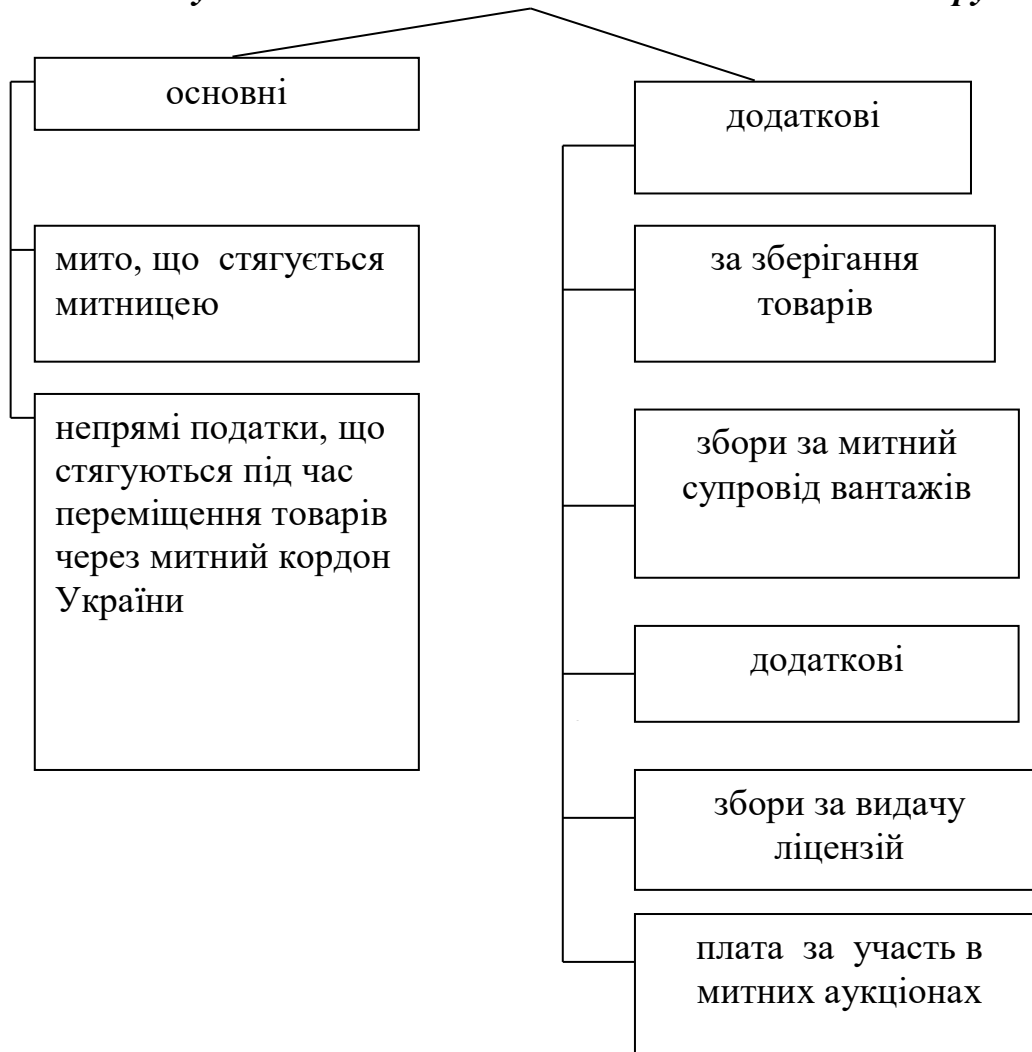 основні
мито, що стягується
митницею
непрямі податки, що
стягуються під час
переміщення товарів
через митний кордон
України
додаткові
за зберігання
товарів
збори за митний
супровід вантажів
додаткові
збори за видачу
ліцензій
плата за участь в
митних аукціонах